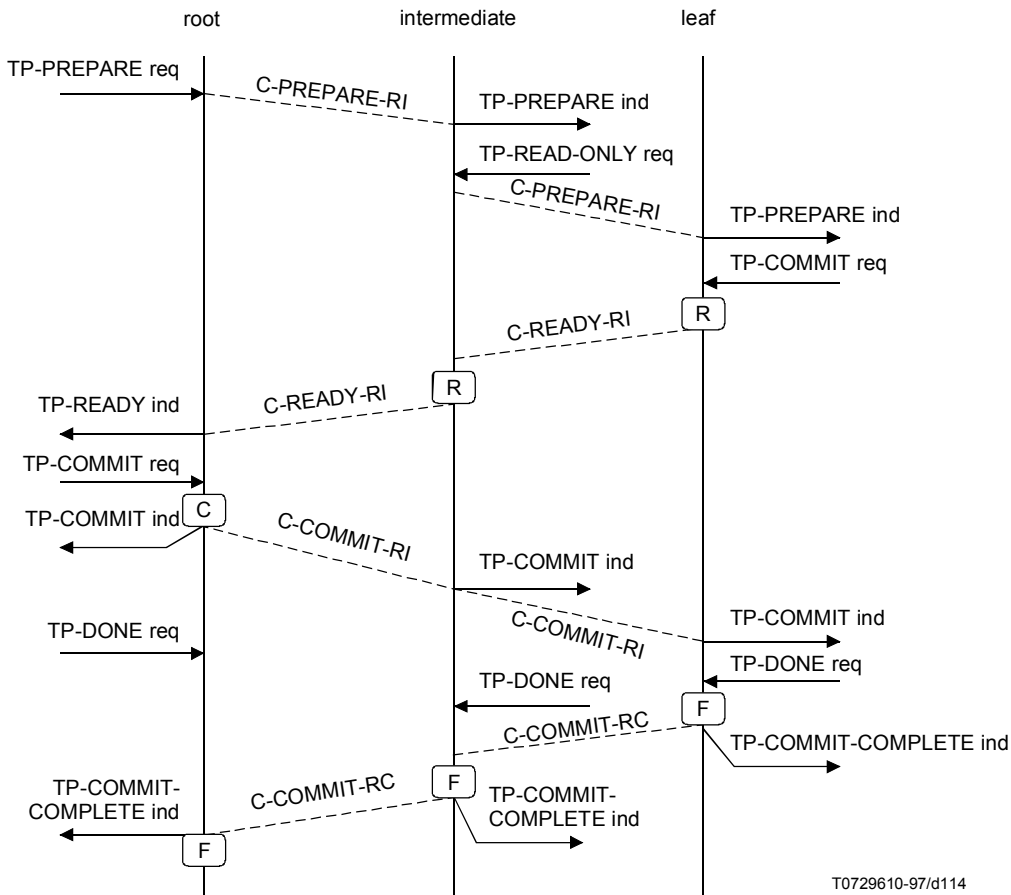 root
intermediate
leaf
TP-PREPARE req
C-PREPARE-RI
TP-PREPARE ind
TP-READ-ONLY req
C-PREPARE-RI
TP-PREPARE ind
TP-COMMIT req
R
C-READY-RI
R
TP-READY ind
C-READY-RI
TP-COMMIT req
C
TP-COMMIT ind
C-COMMIT-RI
TP-COMMIT ind
TP-COMMIT ind
C-COMMIT-RI
TP-DONE req
TP-DONE req
TP-DONE req
F
C-COMMIT-RC
TP-COMMIT-COMPLETE ind
F
TP-COMMIT-
COMPLETE ind
C-COMMIT-RC
TP-COMMIT-
COMPLETE ind
F
T0729610-97/d114